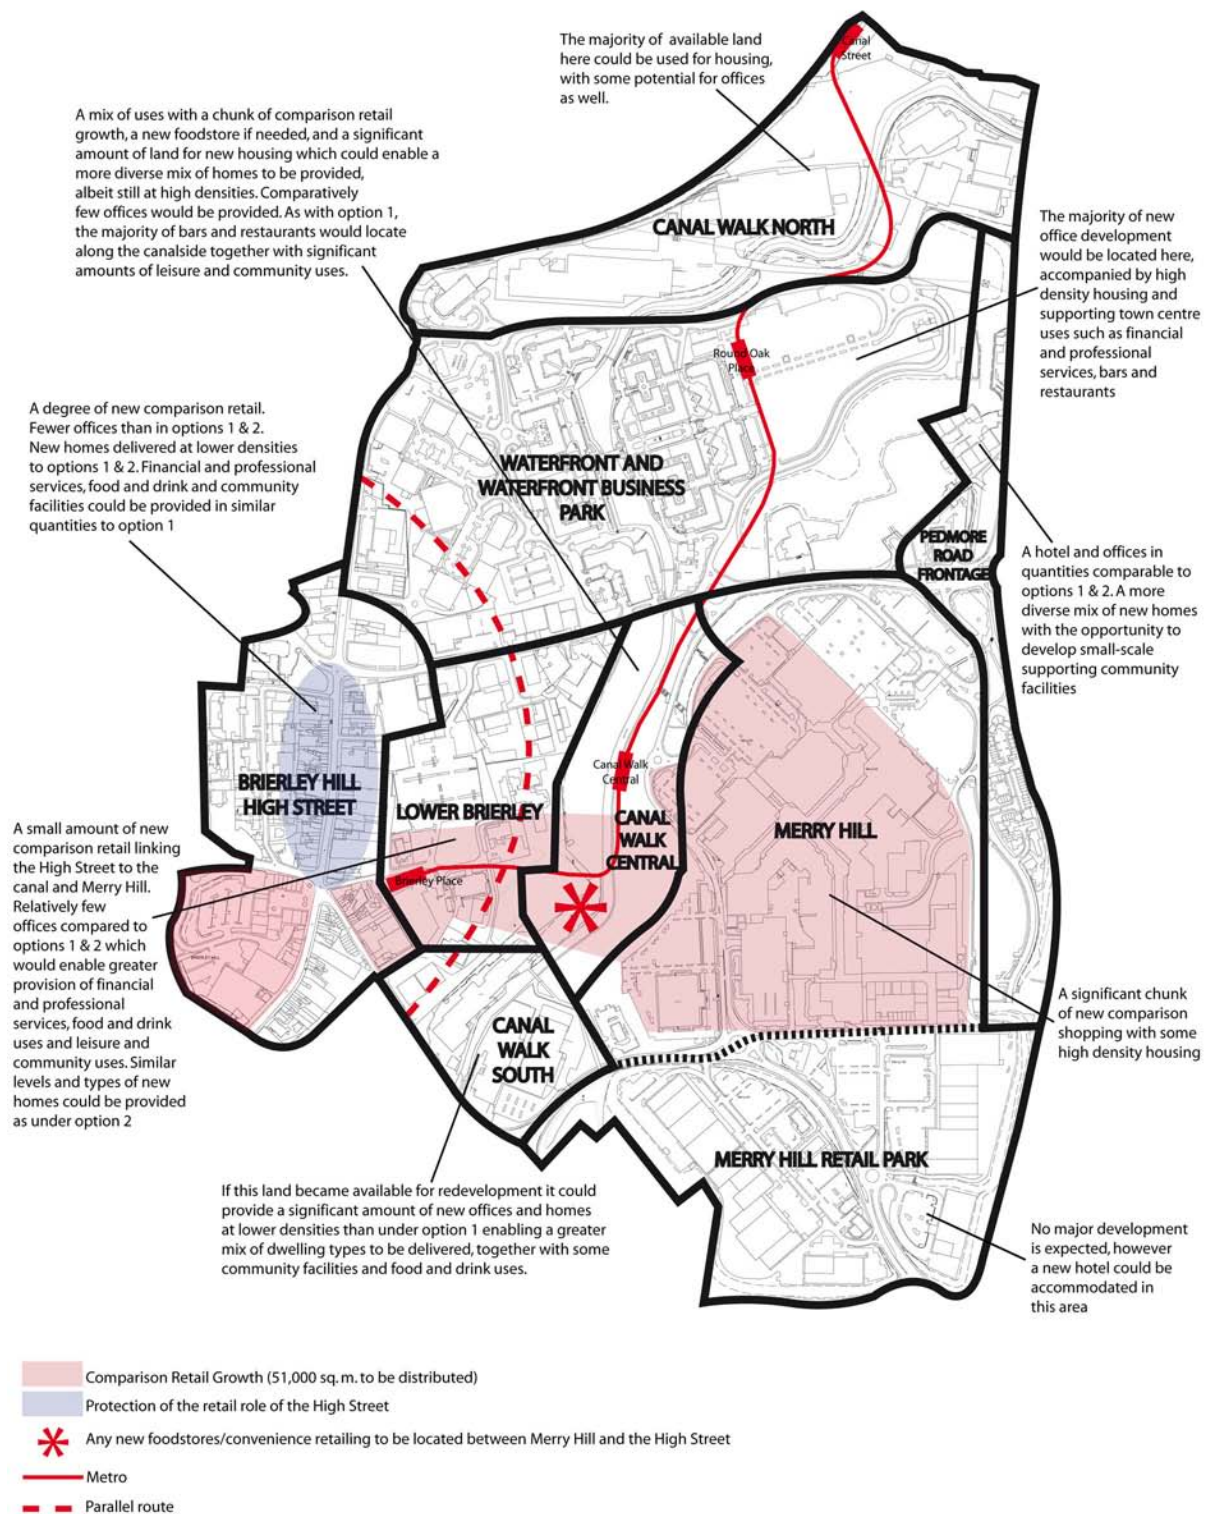 The majority of available land
here could be used for housing,
with some potential for offices
as well.
Canal
Street
A mix of uses with a chunk of comparison retail
growth, a new foodstore if needed, and a significant
amount of land for new housing which could enable a
more diverse mix of homes to be provided,
albeit still at high densities. Comparatively
few offices would be provided. As with option 1,
the majority of bars and restaurants would locate
along the canalside together with significant
amounts of leisure and community uses.
CANAL WALK NORTH
The majority of new
office development
would be located here,
accompanied by high
density housing and
supporting town centre
uses such as financial
and professional
services, bars and
restaurants
Round Oak
Place
A degree of new comparison retail.
Fewer offices than in options 1 & 2.
New homes delivered at lower densities
to options 1 & 2. Financial and professional
services, food and drink and community
facilities could be provided in similar
quantities to option 1
WATERFRONT AND
WATERFRONT BUSINESS
PARK
PEDMORE
ROAD
FRONTAGE
A hotel and offices in
quantities comparable to
options 1 & 2. A more
diverse mix of new homes
with the opportunity to
develop small-scale
supporting community
facilities
BRIERLEY HILL
HIGH STREET
LOWER BRIERLEY
Canal Walk
Central
CANAL
WALK
CENTRAL
MERRY HILL
Brierley Place
A small amount of new
comparison retail linking
the High Street to the
canal and Merry Hill.
Relatively few
offices compared to
options 1 & 2 which
would enable greater
provision of financial
and professional
services, food and drink
uses and leisure and
community uses. Similar
levels and types of new
homes could be provided
as under option 2
BRIERLEY HILL
CANAL
WALK
SOUTH
A significant chunk
of new comparison
shopping with some
high density housing
MERRY HILL RETAIL PARK
If this land became available for redevelopment it could
provide a significant amount of new offices and homes
at lower densities than under option 1 enabling a greater
mix of dwelling types to be delivered, together with some
community facilities and food and drink uses.
No major development
is expected, however
a new hotel could be
accommodated in
this area
Comparison Retail Growth (51,000 sq. m. to be distributed)
Protection of the retail role of the High Street
Any new foodstores/convenience retailing to be located between Merry Hill and the High Street
Metro
Parallel route